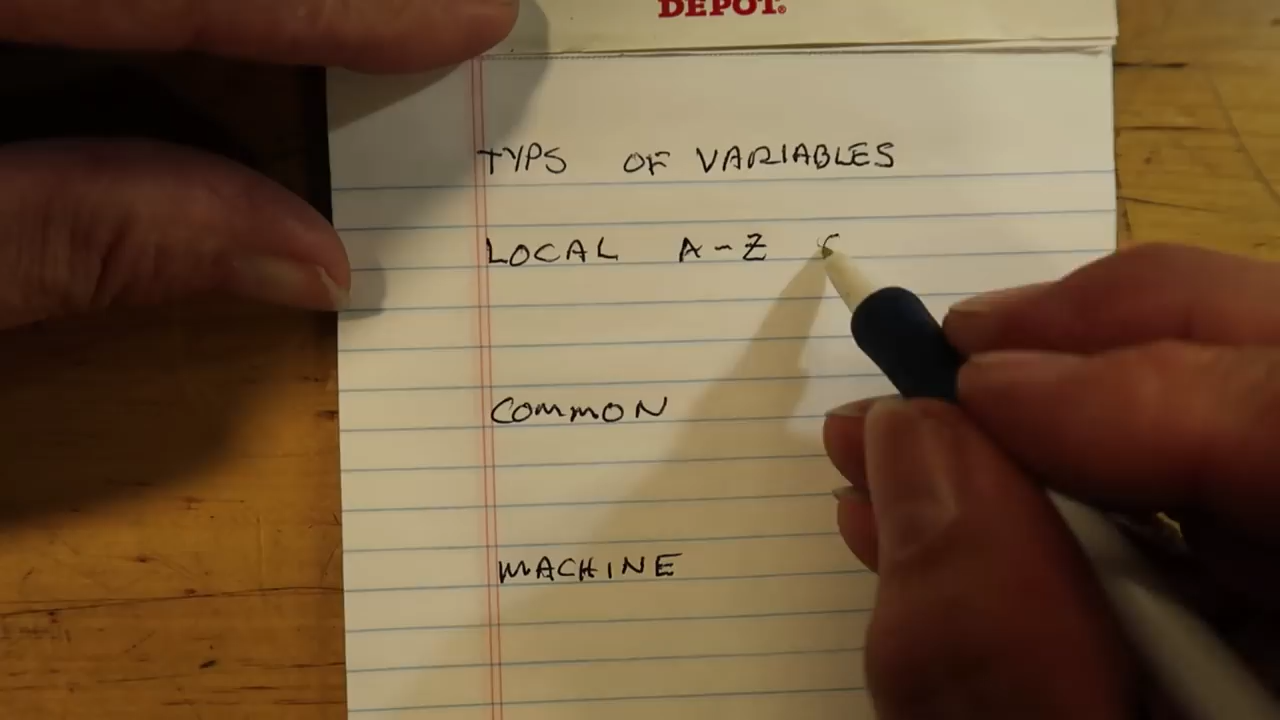 DEPOT®
TYPS OF VARIABLES
LOCAL A-Z
COMMON
MACHINE